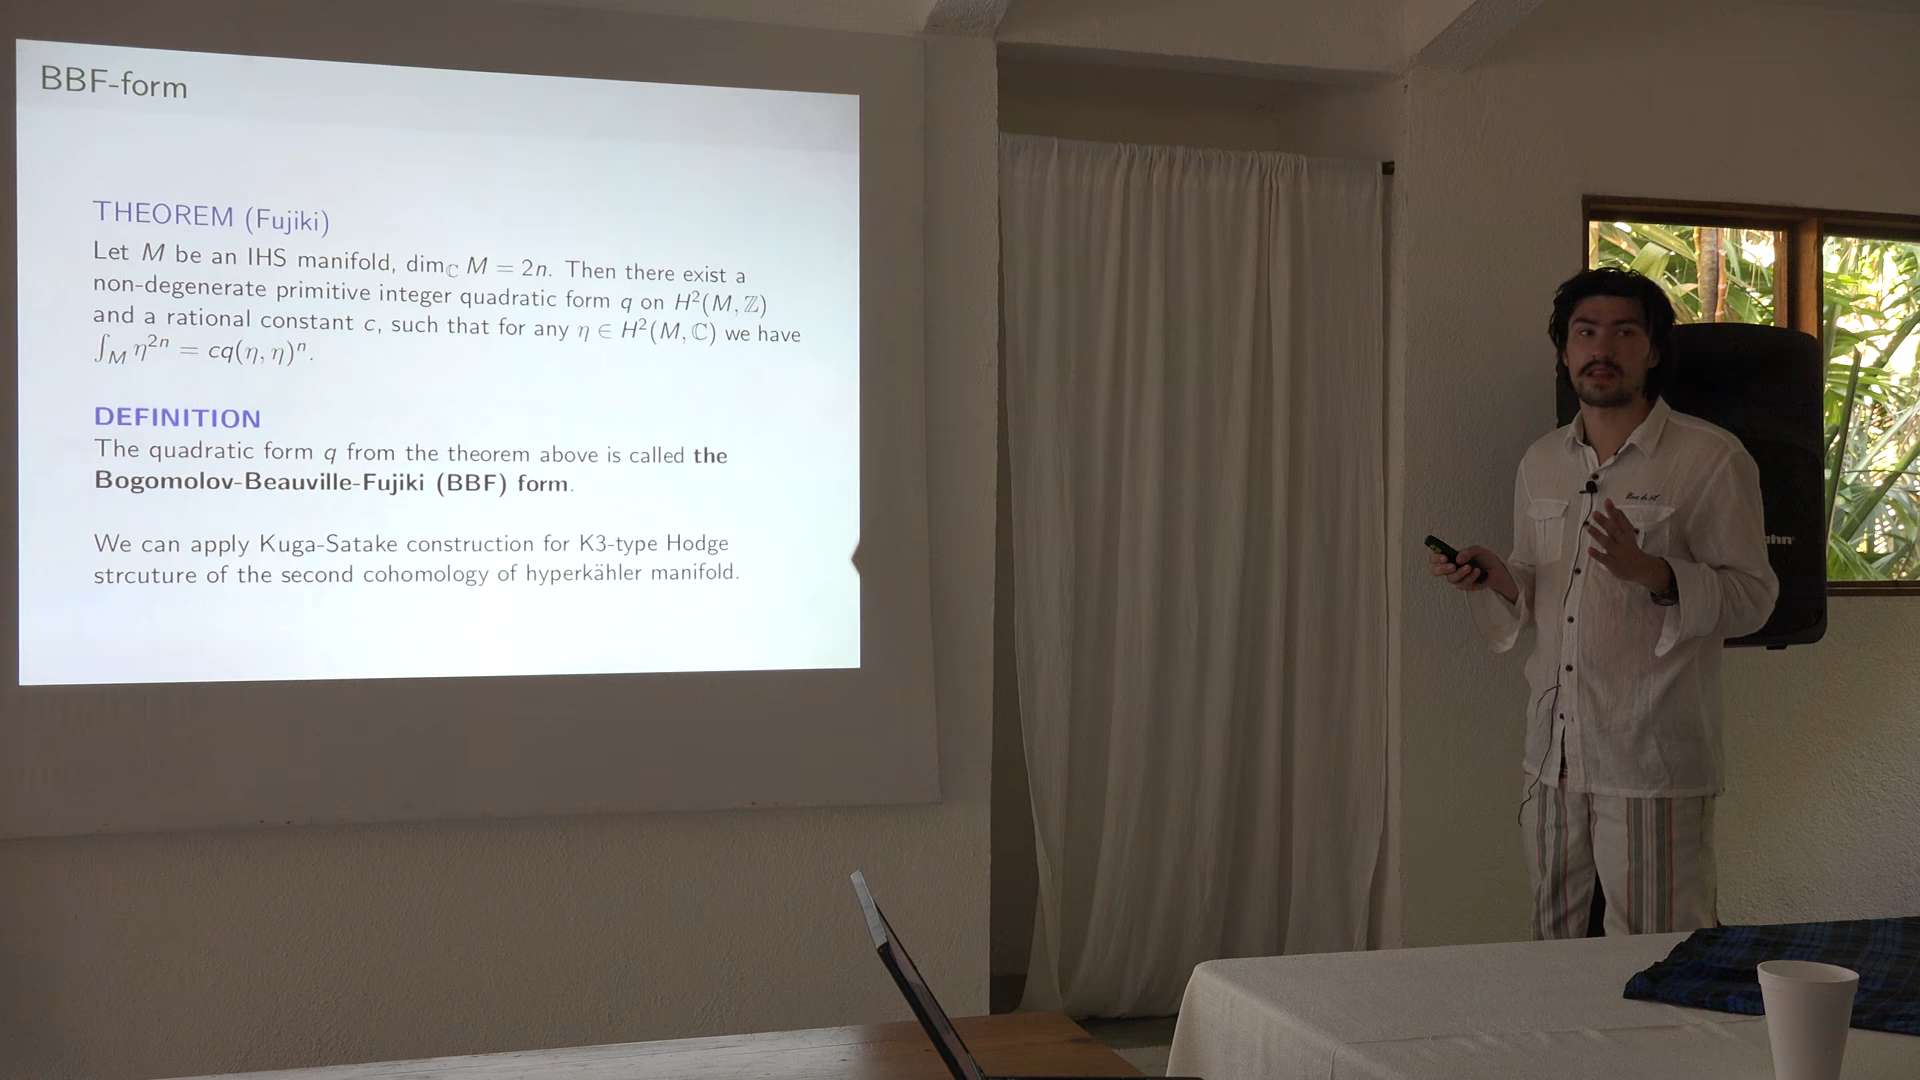 BBF-form
THEOREM (Fujiki)
Let M be an IHS manifold, dim_ℂ M = 2n. Then there exist a
non-degenerate primitive integer quadratic form q on H²(M, ℤ)
and a rational constant c, such that for any η ∈ H²(M, ℂ) we have
∫_M η²ⁿ = cq(η, η)ⁿ.
DEFINITION
The quadratic form q from the theorem above is called the
Bogomolov-Beauville-Fujiki (BBF) form.
We can apply Kuga-Satake construction for K3-type Hodge
strcuture of the second cohomology of hyperkähler manifold.